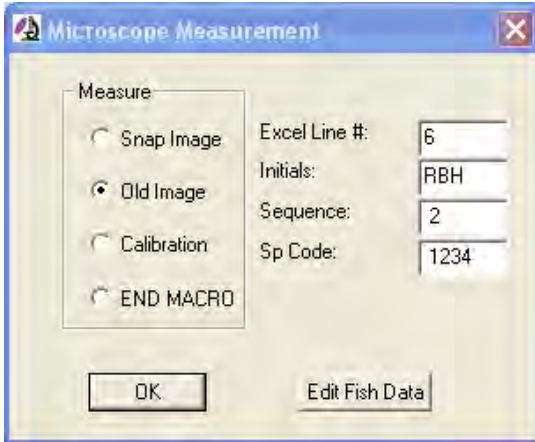 Microscope Measurement
Measure
Snap Image
Old Image
Calibration
END MACRO
Excel Line #: 6
Initials: RBH
Sequence: 2
Sp Code: 1234
OK
Edit Fish Data